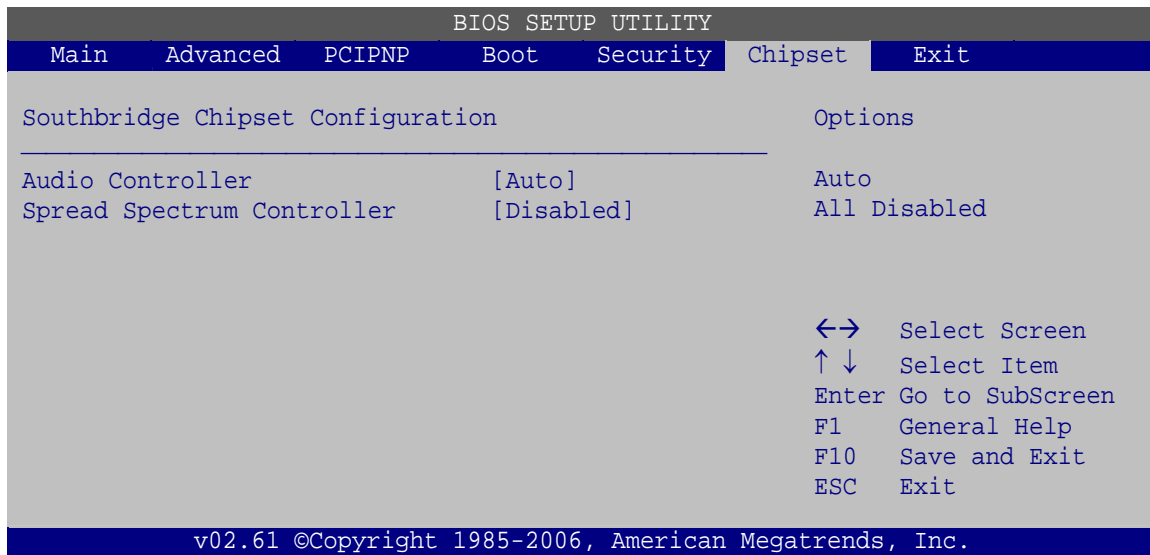 BIOS SETUP UTILITY
Main Advanced PCIPNP Boot Security Chipset Exit
Southbridge Chipset Configuration
Audio Controller [Auto]
Spread Spectrum Controller [Disabled]
Options
Auto
All Disabled
←→ Select Screen
↑ ↓ Select Item
Enter Go to SubScreen
F1 General Help
F10 Save and Exit
ESC Exit
v02.61 ©Copyright 1985-2006, American Megatrends, Inc.